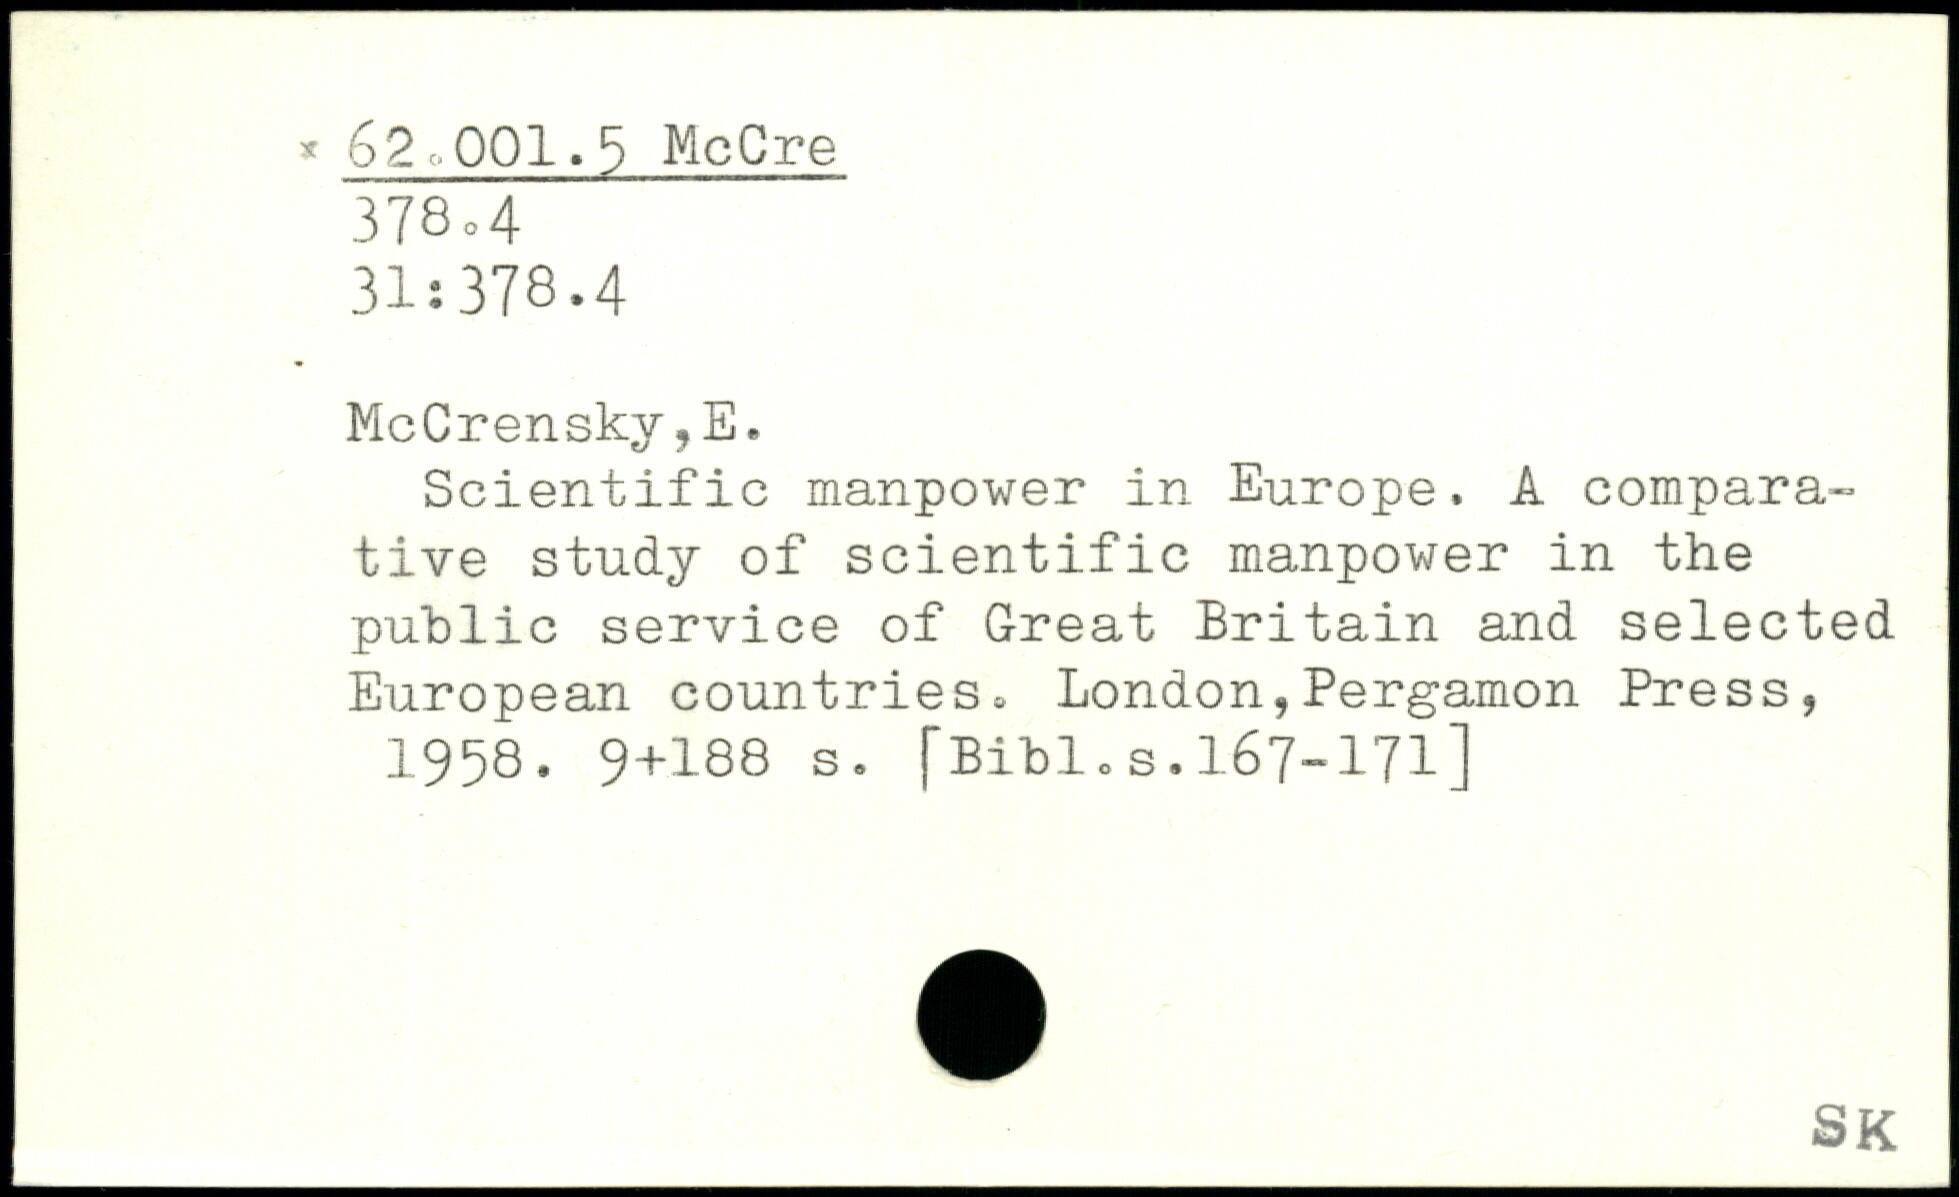 x 62.001.5 McCre
378.4
31:378.4
McCrensky,E.
Scientific manpower in Europe. A compara-
tive study of scientific manpower in the
public service of Great Britain and selected
European countries. London,Pergamon Press,
1958. 9+188 s. [Bibl.s.167-171]
SK